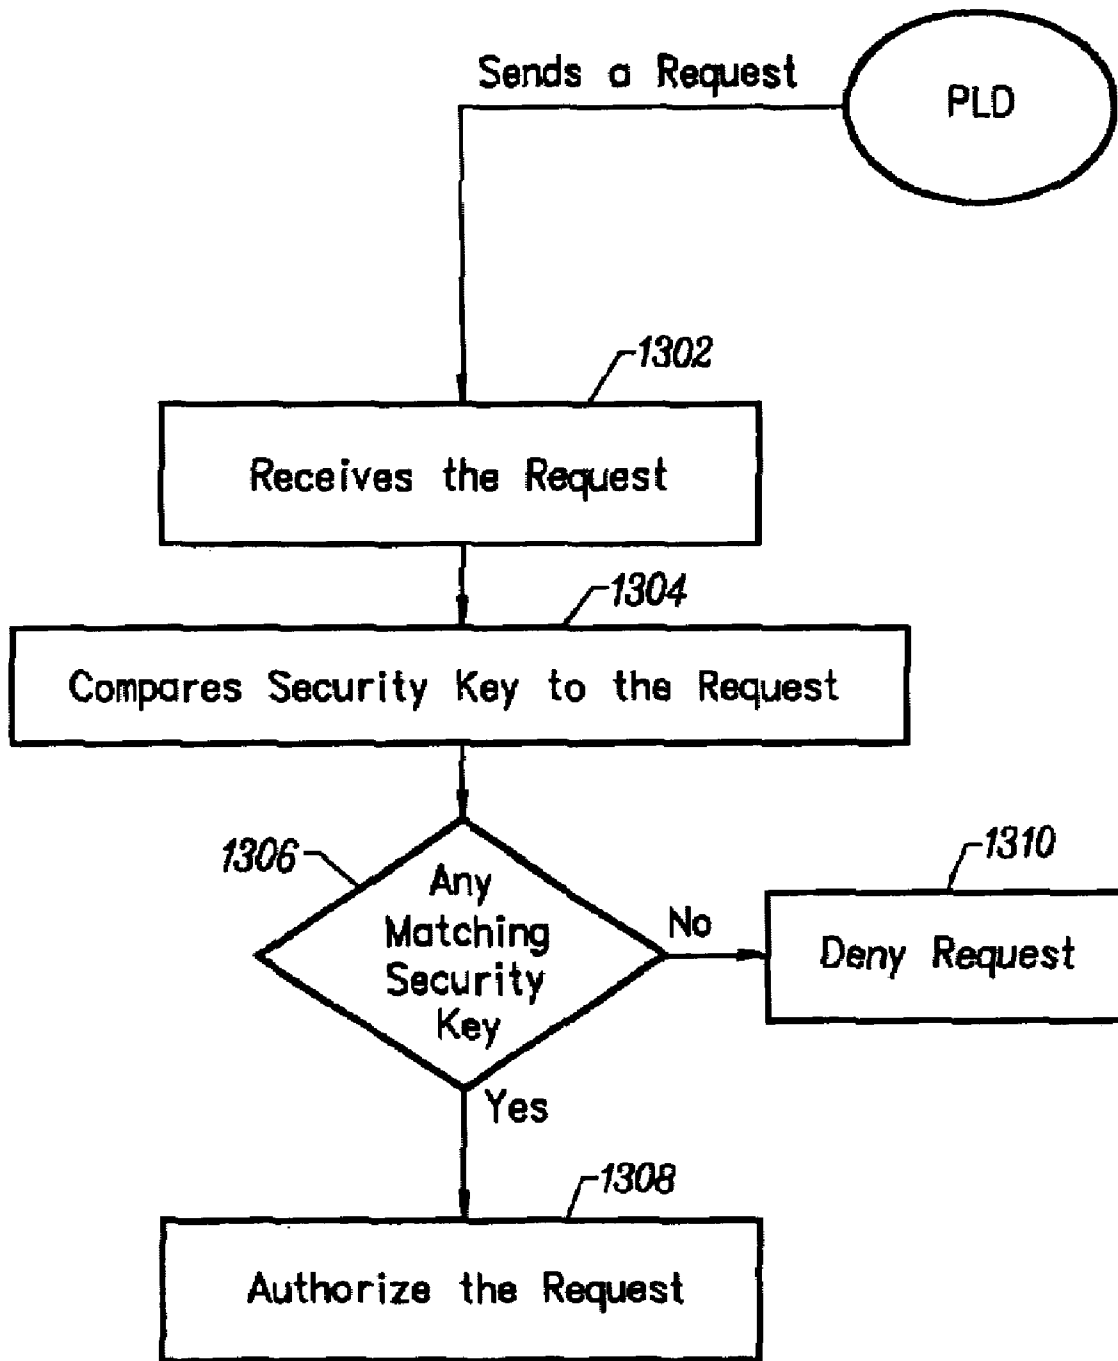 Sends a Request
PLD
1302
Receives the Request
1304
Compares Security Key to the Request
1306
Any
Matching
Security
Key
No
1310
Deny Request
Yes
1308
Authorize the Request